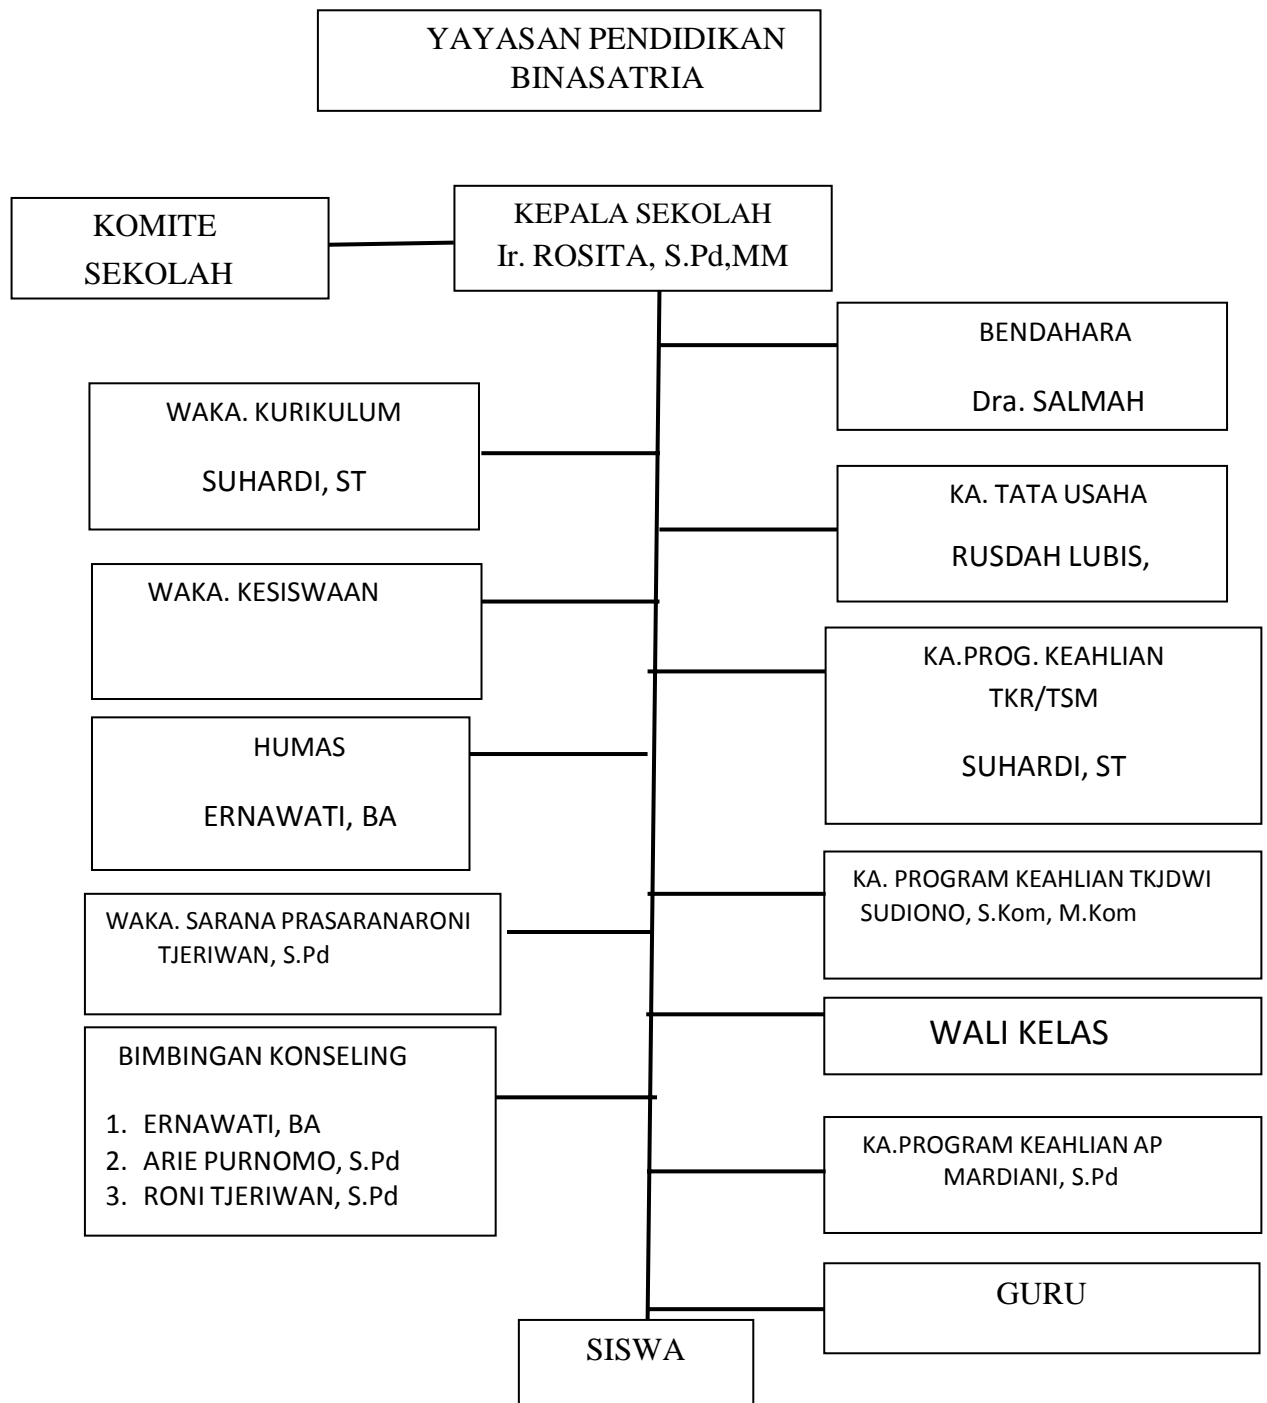 YAYASAN PENDIDIKAN
BINASATRIA
KOMITE
SEKOLAH
KEPALA SEKOLAH
Ir. ROSITA, S.Pd,MM
BENDAHARA
Dra. SALMAH
WAKA. KURIKULUM
SUHARDI, ST
KA. TATA USAHA
RUSDAH LUBIS,
WAKA. KESISWAAN
KA.PROG. KEAHLIAN
TKR/TSM
SUHARDI, ST
HUMAS
ERNAWATI, BA
KA. PROGRAM KEAHLIAN TKJDWI
SUDIONO, S.Kom, M.Kom
WAKA. SARANA PRASARANARONI
TJERIWAN, S.Pd
WALI KELAS
BIMBINGAN KONSELING
1. ERNAWATI, BA
2. ARIE PURNOMO, S.Pd
3. RONI TJERIWAN, S.Pd
KA.PROGRAM KEAHLIAN AP
MARDIANI, S.Pd
GURU
SISWA